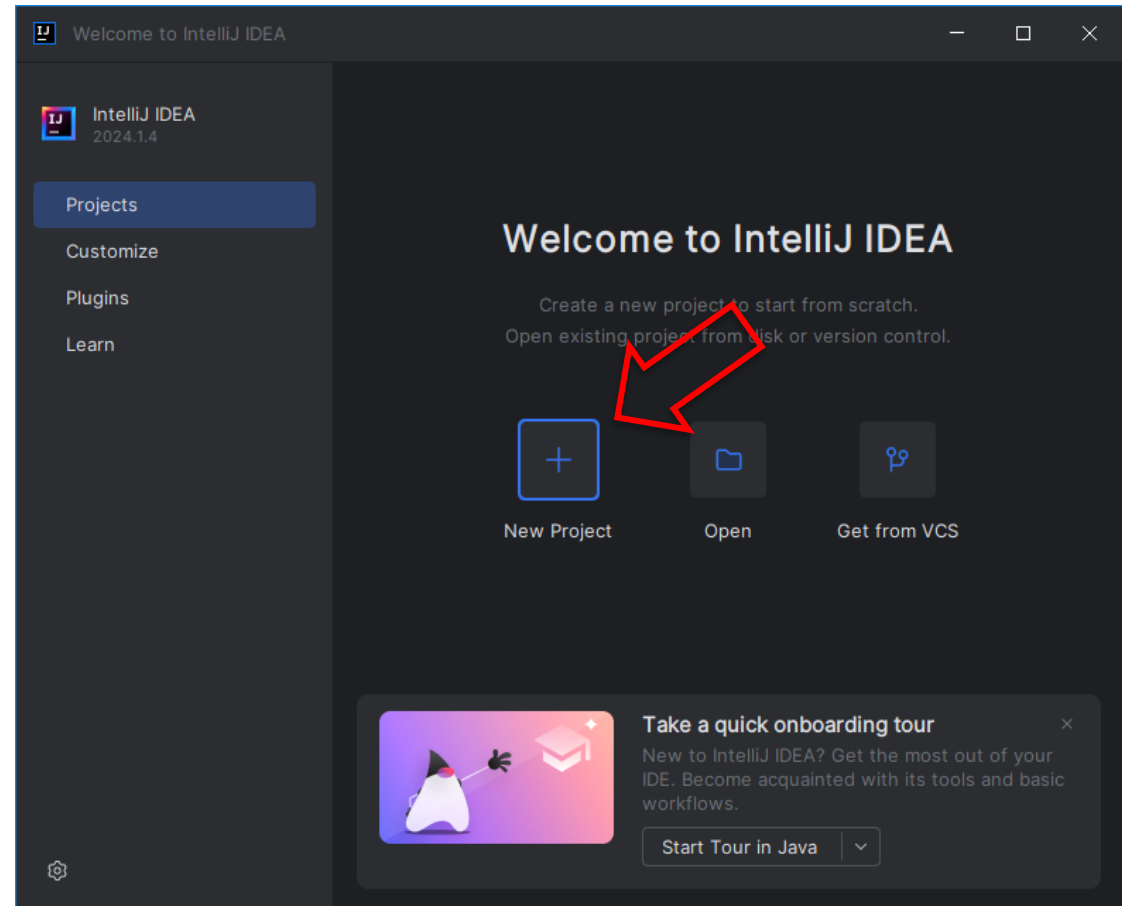 IJ Welcome to IntelliJ IDEA
IJ IntelliJ IDEA
2024.1.4
Projects
Customize
Plugins
Learn
Welcome to IntelliJ IDEA
Create a new project to start from scratch.
Open existing project from disk or version control.
New Project Open Get from VCS
Take a quick onboarding tour
New to IntelliJ IDEA? Get the most out of your
IDE. Become acquainted with its tools and basic
workflows.
Start Tour in Java